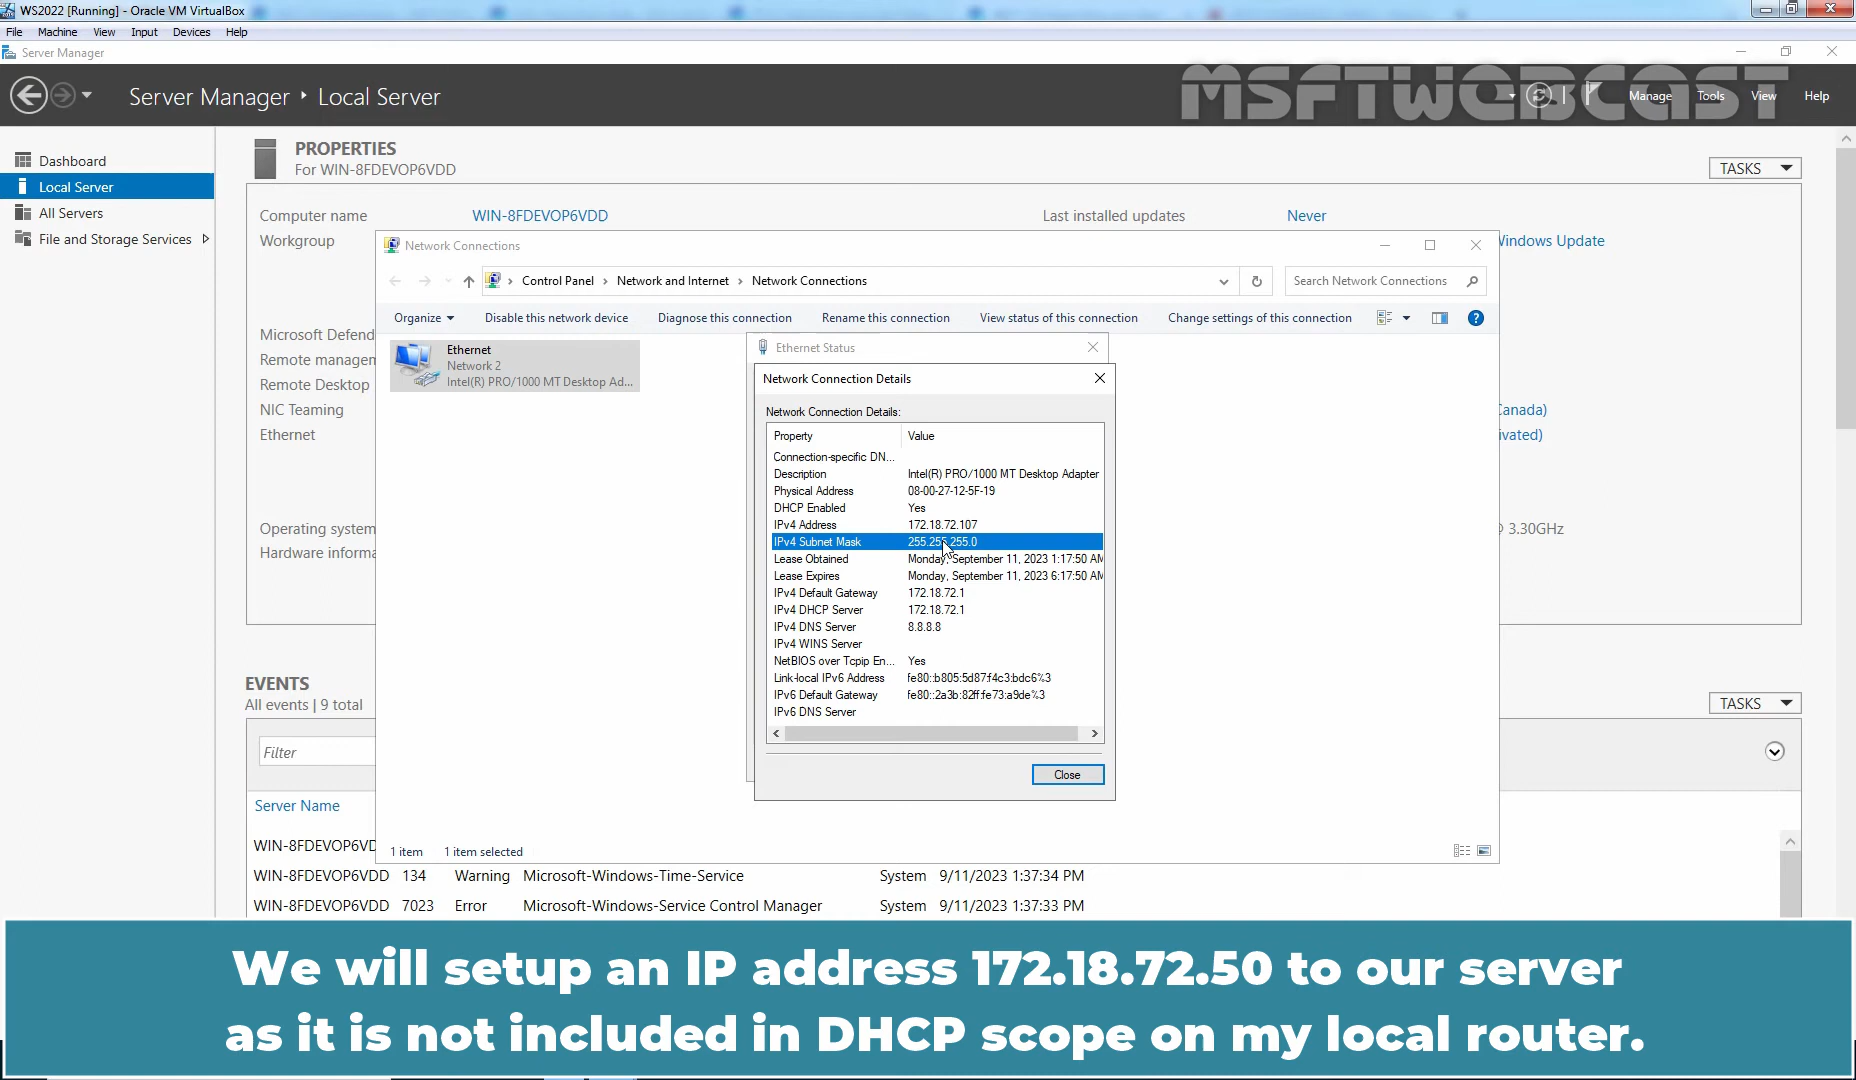 WS2022 [Running] - Oracle VM VirtualBox
File Machine View Input Devices Help
Server Manager
Server Manager ‣ Local Server
MSFTWEBCAST
Manage Tools View Help
Dashboard
Local Server
All Servers
File and Storage Services
PROPERTIES
For WIN-8FDEVOP6VDD
TASKS
Computer name WIN-8FDEVOP6VDD Last installed updates Never
Workgroup
Windows Update
Microsoft Defend
Remote managem
Remote Desktop
NIC Teaming
Canada)
Ethernet
ivated)
Operating system
@ 3.30GHz
Hardware informa
Network Connections
Control Panel › Network and Internet › Network Connections
Search Network Connections
Organize Disable this network device Diagnose this connection Rename this connection View status of this connection Change settings of this connection
Ethernet
Network 2
Intel(R) PRO/1000 MT Desktop Ad...
Ethernet Status
Network Connection Details
Network Connection Details:
Property Value
Connection-specific DN...
Description Intel(R) PRO/1000 MT Desktop Adapter
Physical Address 08-00-27-12-5F-19
DHCP Enabled Yes
IPv4 Address 172.18.72.107
IPv4 Subnet Mask 255.255.255.0
Lease Obtained Monday, September 11, 2023 1:17:50 AM
Lease Expires Monday, September 11, 2023 6:17:50 AM
IPv4 Default Gateway 172.18.72.1
IPv4 DHCP Server 172.18.72.1
IPv4 DNS Server 8.8.8.8
IPv4 WINS Server
NetBIOS over Tcpip En... Yes
Link-local IPv6 Address fe80::b805:5d87:f4c3:bdc6%3
IPv6 Default Gateway fe80::2a3b:82ff:fe73:a9de%3
IPv6 DNS Server
Close
1 item 1 item selected
EVENTS
All events | 9 total
TASKS
Filter
Server Name
WIN-8FDEVOP6VD
WIN-8FDEVOP6VDD 134 Warning Microsoft-Windows-Time-Service System 9/11/2023 1:37:34 PM
WIN-8FDEVOP6VDD 7023 Error Microsoft-Windows-Service Control Manager System 9/11/2023 1:37:33 PM
We will setup an IP address 172.18.72.50 to our server
as it is not included in DHCP scope on my local router.